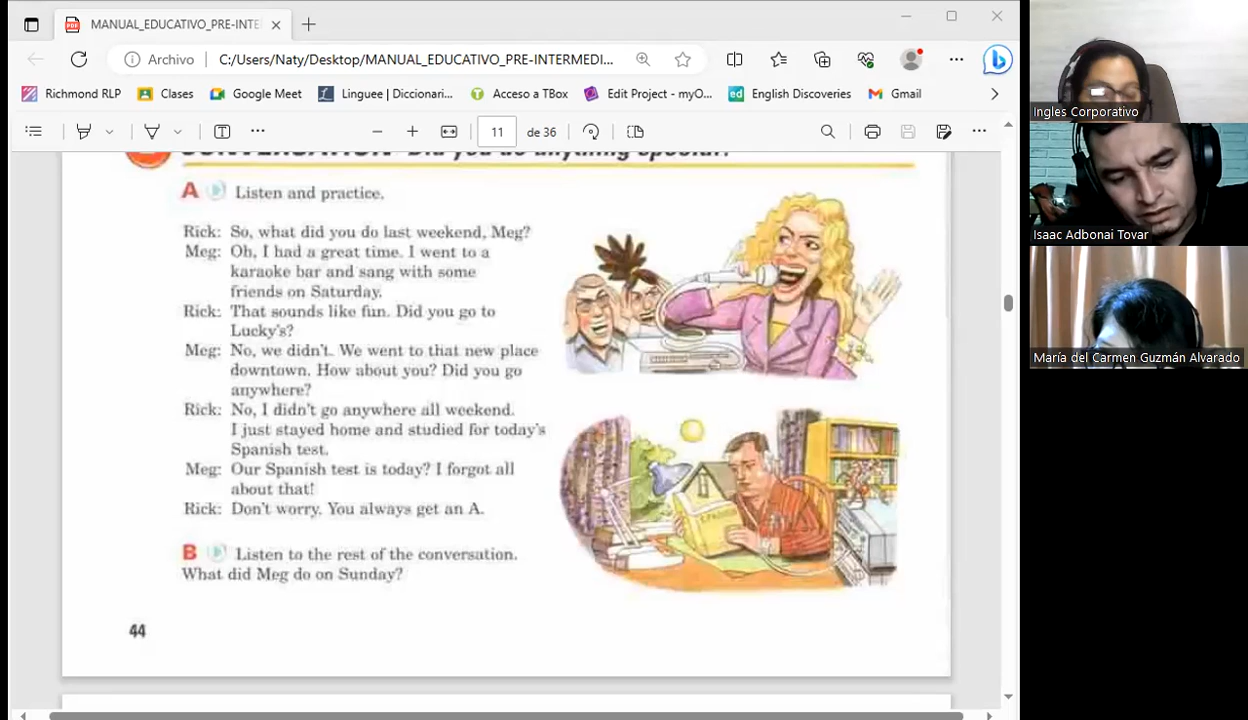 MANUAL_EDUCATIVO_PRE-INTE
Archivo
C:/Users/Naty/Desktop/MANUAL_EDUCATIVO_PRE-INTERMEDI...
Richmond RLP
Clases
Google Meet
Linguee | Diccionari...
Acceso a TBox
Edit Project - myO...
English Discoveries
Gmail
11 de 36
CONVERSATION Did you do anything special?
A Listen and practice.
Rick: So, what did you do last weekend, Meg?
Meg: Oh, I had a great time. I went to a
karaoke bar and sang with some
friends on Saturday.
Rick: That sounds like fun. Did you go to
Lucky's?
Meg: No, we didn't. We went to that new place
downtown. How about you? Did you go
anywhere?
Rick: No, I didn't go anywhere all weekend.
I just stayed home and studied for today's
Spanish test.
Meg: Our Spanish test is today? I forgot all
about that!
Rick: Don't worry. You always get an A.
B Listen to the rest of the conversation.
What did Meg do on Sunday?
44
Ingles Corporativo
Isaac Adbonai Tovar
María del Carmen Guzmán Alvarado